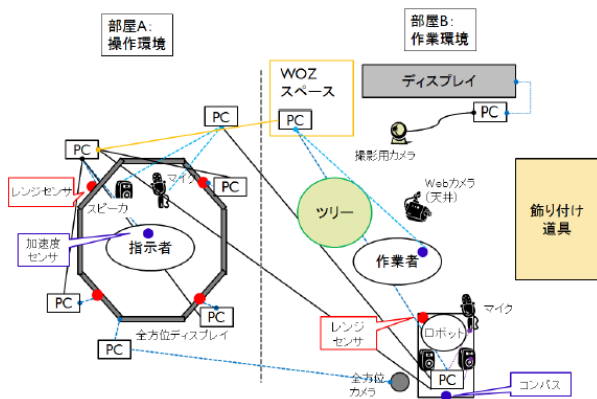 部屋A:
操作環境
部屋B:
作業環境
WOZ
スペース
PC
ディスプレイ
PC
撮影用カメラ
PC
PC
レンジセンサ
スピーカ
マイク
PC
加速度
センサ
指示者
PC
PC
全方位ディスプレイ
PC
ツリー
Webカメラ
(天井)
作業者
飾り付け
道具
レンジ
センサ
ロボット
マイク
全方位
カメラ
PC
コンパス